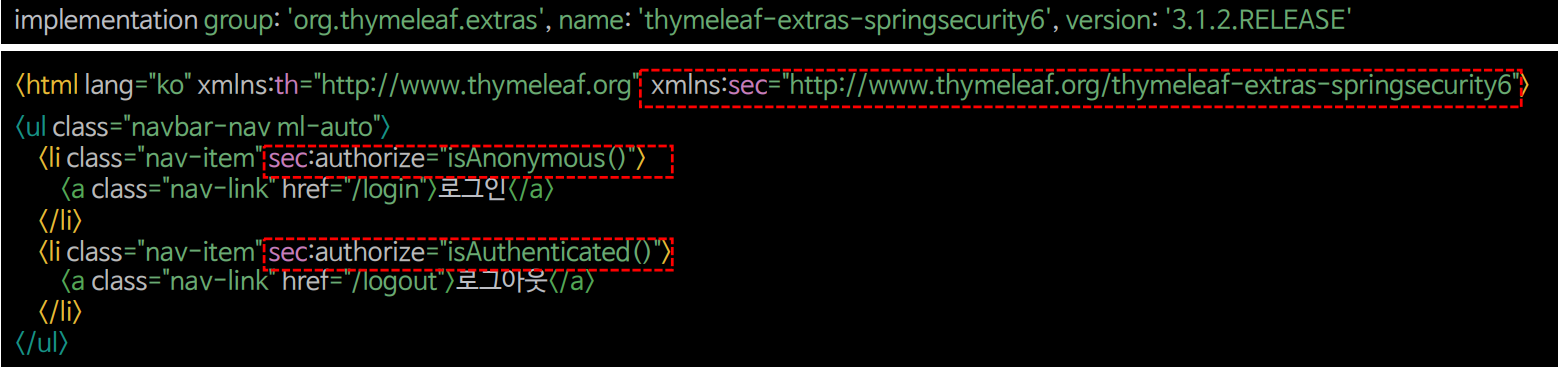 implementation group: 'org.thymeleaf.extras', name: 'thymeleaf-extras-springsecurity6', version: '3.1.2.RELEASE'
<html lang="ko" xmlns:th="http://www.thymeleaf.org" xmlns:sec="http://www.thymeleaf.org/thymeleaf-extras-springsecurity6">
<ul class="navbar-nav ml-auto">
<li class="nav-item" sec:authorize="isAnonymous()">
<a class="nav-link" href="/login">로그인</a>
</li>
<li class="nav-item" sec:authorize="isAuthenticated()">
<a class="nav-link" href="/logout">로그아웃</a>
</li>
</ul>